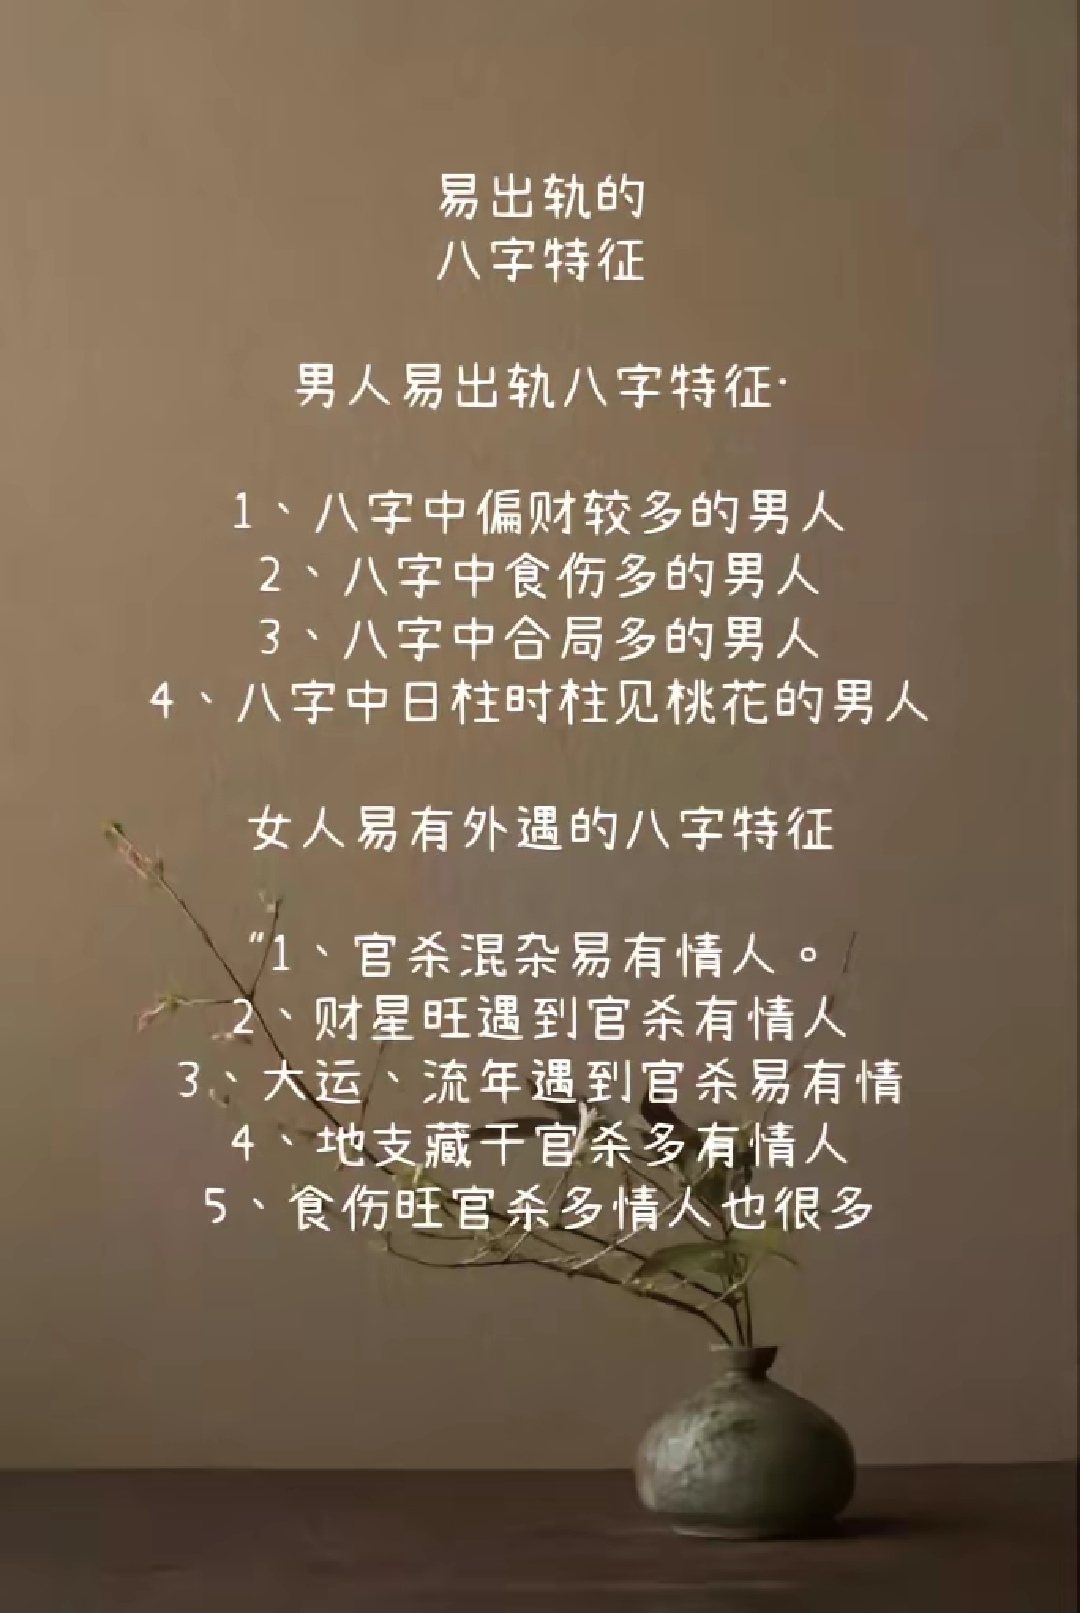 易出轨的
八字特征
男人易出轨八字特征·
1、八字中偏财较多的男人
2、八字中食伤多的男人
3、八字中合局多的男人
4、八字中日柱时柱见桃花的男人
女人易有外遇的八字特征
“1、官杀混杂易有情人。
2、财星旺遇到官杀有情人
3、大运、流年遇到官杀易有情
4、地支藏干官杀多有情人
5、食伤旺官杀多情人也很多